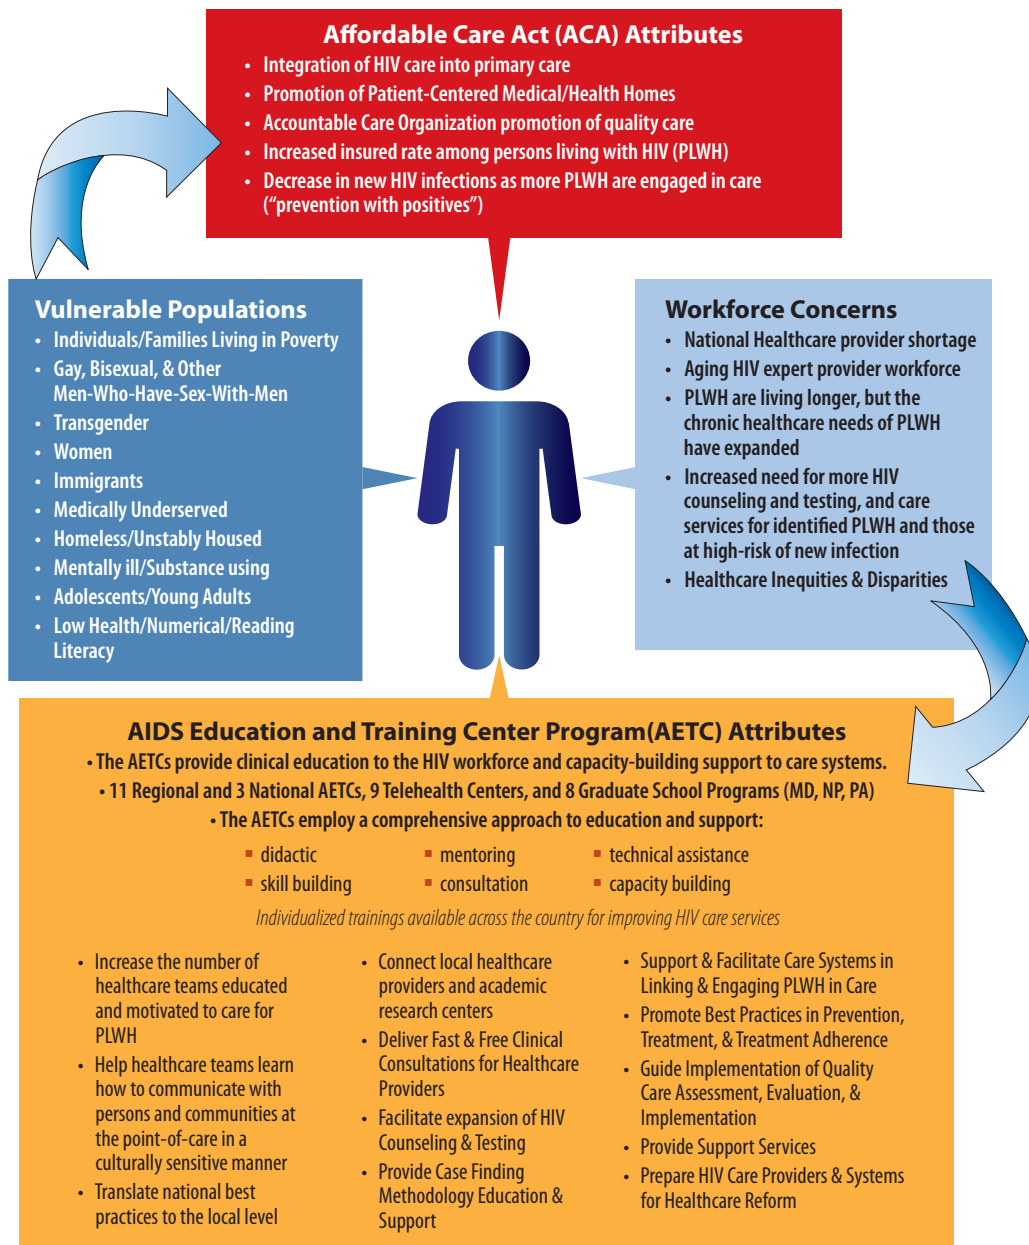 Affordable Care Act (ACA) Attributes
• Integration of HIV care into primary care
• Promotion of Patient-Centered Medical/Health Homes
• Accountable Care Organization promotion of quality care
• Increased insured rate among persons living with HIV (PLWH)
• Decrease in new HIV infections as more PLWH are engaged in care
(“prevention with positives”)
Vulnerable Populations
• Individuals/Families Living in Poverty
• Gay, Bisexual, & Other
Men-Who-Have-Sex-With-Men
• Transgender
• Women
• Immigrants
• Medically Underserved
• Homeless/Unstably Housed
• Mentally ill/Substance using
• Adolescents/Young Adults
• Low Health/Numerical/Reading
Literacy
Workforce Concerns
• National Healthcare provider shortage
• Aging HIV expert provider workforce
• PLWH are living longer, but the
chronic healthcare needs of PLWH
have expanded
• Increased need for more HIV
counseling and testing, and care
services for identified PLWH and those
at high-risk of new infection
• Healthcare Inequities & Disparities
AIDS Education and Training Center Program(AETC) Attributes
• The AETCs provide clinical education to the HIV workforce and capacity-building support to care systems.
• 11 Regional and 3 National AETCs, 9 Telehealth Centers, and 8 Graduate School Programs (MD, NP, PA)
• The AETCs employ a comprehensive approach to education and support:
▪ didactic
▪ skill building
▪ mentoring
▪ consultation
▪ technical assistance
▪ capacity building
Individualized trainings available across the country for improving HIV care services
• Increase the number of
healthcare teams educated
and motivated to care for
PLWH
• Help healthcare teams learn
how to communicate with
persons and communities at
the point-of-care in a
culturally sensitive manner
• Translate national best
practices to the local level
• Connect local healthcare
providers and academic
research centers
• Deliver Fast & Free Clinical
Consultations for Healthcare
Providers
• Facilitate expansion of HIV
Counseling & Testing
• Provide Case Finding
Methodology Education &
Support
• Support & Facilitate Care Systems in
Linking & Engaging PLWH in Care
• Promote Best Practices in Prevention,
Treatment, & Treatment Adherence
• Guide Implementation of Quality
Care Assessment, Evaluation, &
Implementation
• Provide Support Services
• Prepare HIV Care Providers & Systems
for Healthcare Reform